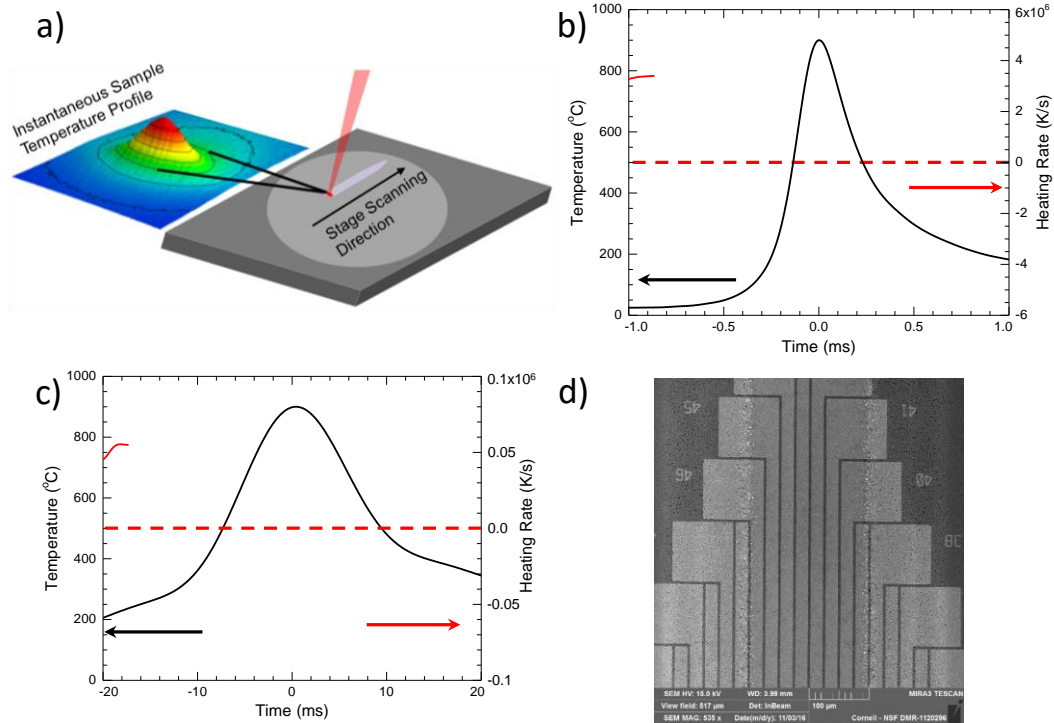 a)
Instantaneous Sample
Temperature Profile
Stage Scanning
Direction
b)
1000
800
600
400
200
0
Temperature (°C)
6x10⁶
4
2
0
-2
-4
-6
Heating Rate (K/s)
-1.0 -0.5 0.0 0.5 1.0
Time (ms)
c)
1000
800
600
400
200
0
Temperature (°C)
0.1x10⁶
0.05
0.0
-0.05
-0.1
Heating Rate (K/s)
-20 -10 0 10 20
Time (ms)
d)
45 41
46 40
38
SEM HV: 15.0 kV WD: 3.99 mm MIRA3 TESCAN
View field: 517 µm Det: InBeam 100 µm
SEM MAG: 535 x Date(m/d/y): 11/03/16 Cornell - NSF DMR-1120296